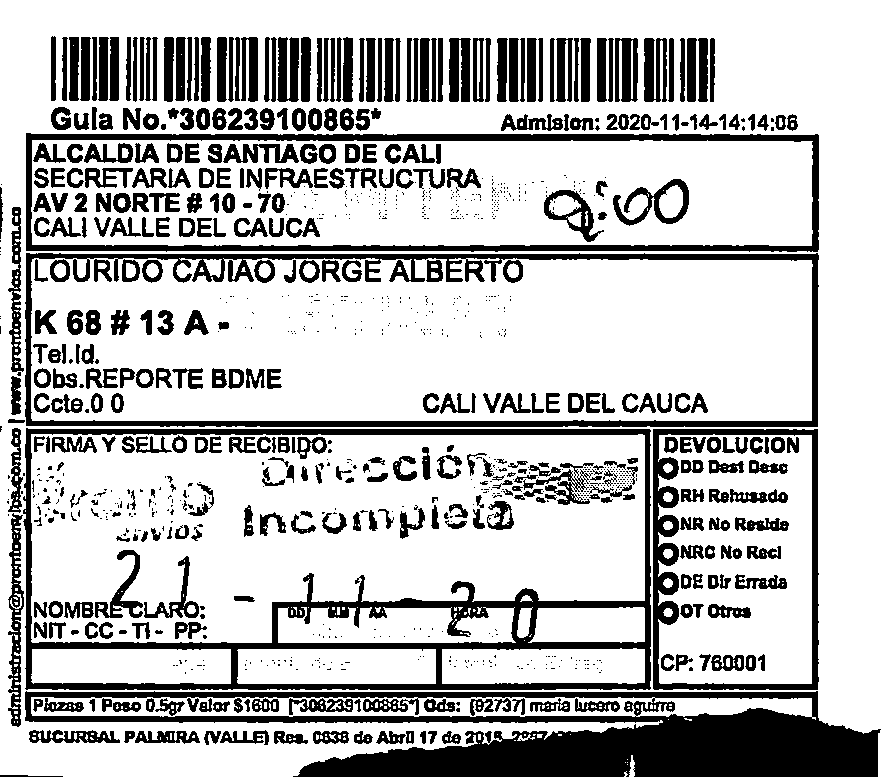 Guia No.*306239100865*
Admision: 2020-11-14-14:14:06
ALCALDIA DE SANTIAGO DE CALI
SECRETARIA DE INFRAESTRUCTURA
AV 2 NORTE # 10 - 70
CALI VALLE DEL CAUCA
LOURIDO CAJIAO JORGE ALBERTO
K 68 # 13 A -
Tel.Id.
Obs.REPORTE BDME
Ccte.0 0
CALI VALLE DEL CAUCA
FIRMA Y SELLO DE RECIBIDO:
Pronto
envios
Dirección
Incompleta
21 - 11 - 20
NOMBRE CLARO:
NIT - CC - TI - PP:
DD MM AA HORA
DEVOLUCION
DD Dest Desc
RH Rehusado
NR No Reside
NRC No Recl
DE Dir Errada
OT Otros
CP: 760001
Piezas 1 Peso 0.5gr Valor $1600 [*306239100865*] Ods: (92737) maria lucero aguirre
SUCURSAL PALMIRA (VALLE) Res. 0838 de Abril 17 de 2015
administracion@prontoenvios.com.co | www.prontoenvios.com.co